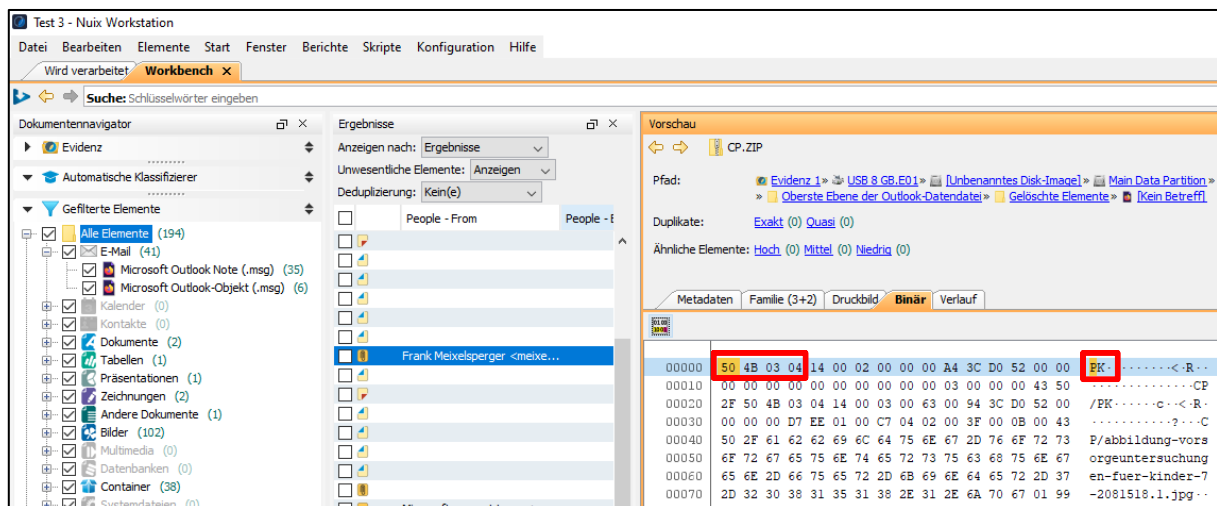 Test 3 - Nuix Workstation
Datei Bearbeiten Elemente Start Fenster Berichte Skripte Konfiguration Hilfe
Wird verarbeitet Workbench X
Suche: Schlüsselwörter eingeben
Dokumentennavigator
Evidenz
Automatische Klassifizierer
Gefilterte Elemente
Alle Elemente (194)
E-Mail (41)
Microsoft Outlook Note (.msg) (35)
Microsoft Outlook-Objekt (.msg) (6)
Kalender (0)
Kontakte (0)
Dokumente (2)
Tabellen (1)
Präsentationen (1)
Zeichnungen (2)
Andere Dokumente (1)
Bilder (102)
Multimedia (0)
Datenbanken (0)
Container (38)
Systemdateien (0)
Ergebnisse
Anzeigen nach: Ergebnisse
Unwesentliche Elemente: Anzeigen
Deduplizierung: Kein(e)
People - From People - E
Frank Meixelsperger <meixe...
Vorschau
CP.ZIP
Pfad: Evidenz 1» USB 8 GB.E01» [Unbenanntes Disk-Image]» Main Data Partition»
» Oberste Ebene der Outlook-Datendatei» Gelöschte Elemente» [Kein Betreff]
Duplikate: Exakt (0) Quasi (0)
Ähnliche Elemente: Hoch (0) Mittel (0) Niedrig (0)
Metadaten Familie (3+2) Druckbild Binär Verlauf
00000 50 4B 03 04 14 00 02 00 00 00 A4 3C D0 52 00 00 PK·········<·R··
00010 00 00 00 00 00 00 00 00 00 00 03 00 00 00 43 50 ··············CP
00020 2F 50 4B 03 04 14 00 03 00 63 00 94 3C D0 52 00 /PK······c··<·R·
00030 00 00 00 D7 EE 01 00 C7 04 02 00 3F 00 0B 00 43 ···········?···C
00040 50 2F 61 62 62 69 6C 64 75 6E 67 2D 76 6F 72 73 P/abbildung-vors
00050 6F 72 67 65 75 6E 74 65 72 73 75 63 68 75 6E 67 orgeuntersuchung
00060 65 6E 2D 66 75 65 72 2D 6B 69 6E 64 65 72 2D 37 en-fuer-kinder-7
00070 2D 32 30 38 31 35 31 38 2E 31 2E 6A 70 67 01 99 -2081518.1.jpg··